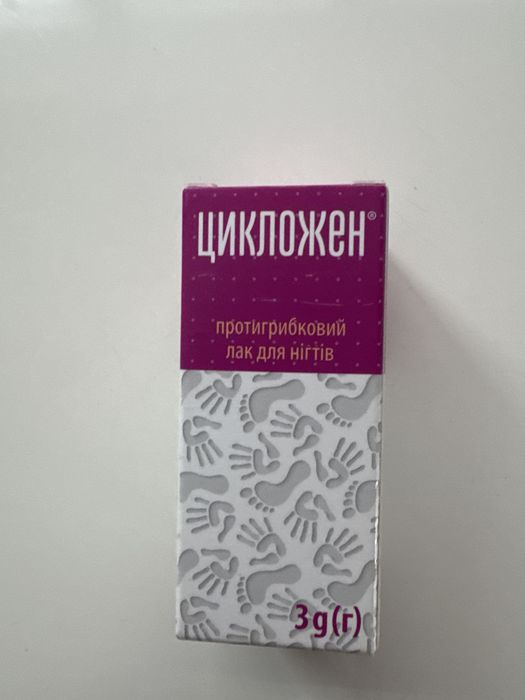 ЦИКЛОЖЕН®
протигрибковий
лак для нігтів
3g(г)